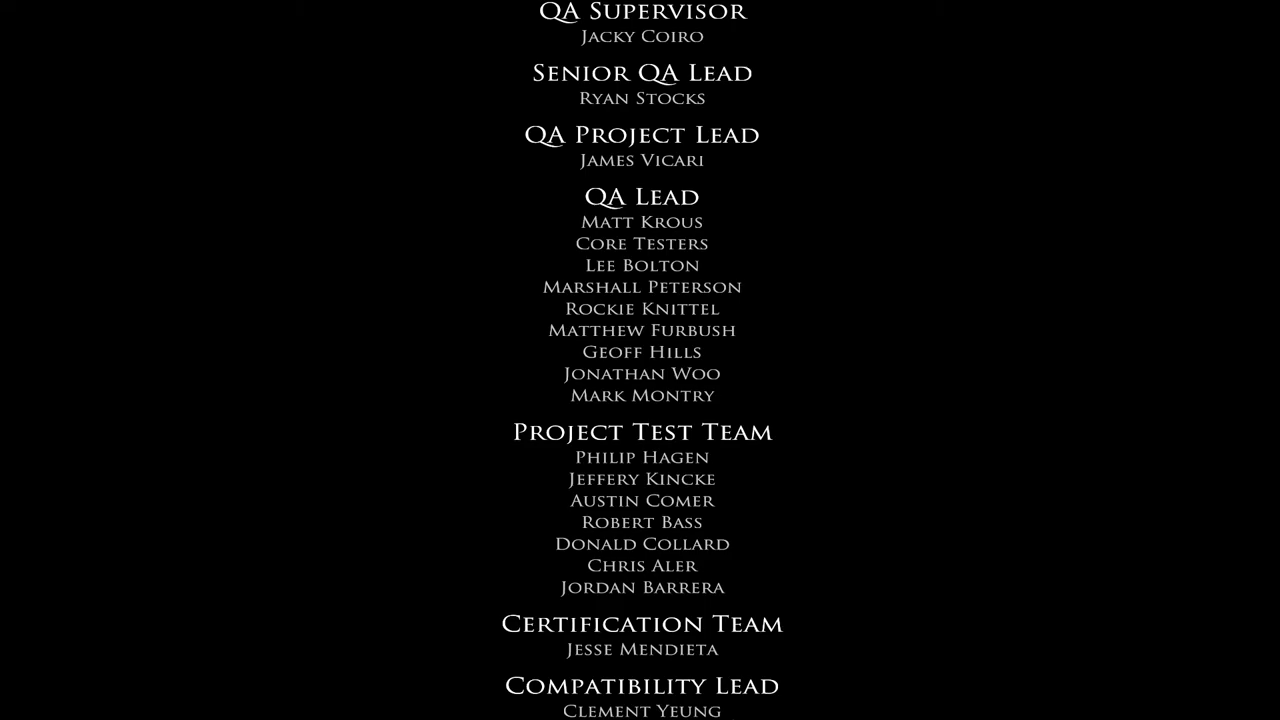 QA Supervisor
Jacky Coiro
Senior QA Lead
Ryan Stocks
QA Project Lead
James Vicari
QA Lead
Matt Krous
Core Testers
Lee Bolton
Marshall Peterson
Rockie Knittel
Matthew Furbush
Geoff Hills
Jonathan Woo
Mark Montry
Project Test Team
Philip Hagen
Jeffery Kincke
Austin Comer
Robert Bass
Donald Collard
Chris Aler
Jordan Barrera
Certification Team
Jesse Mendieta
Compatibility Lead
Clement Yeung